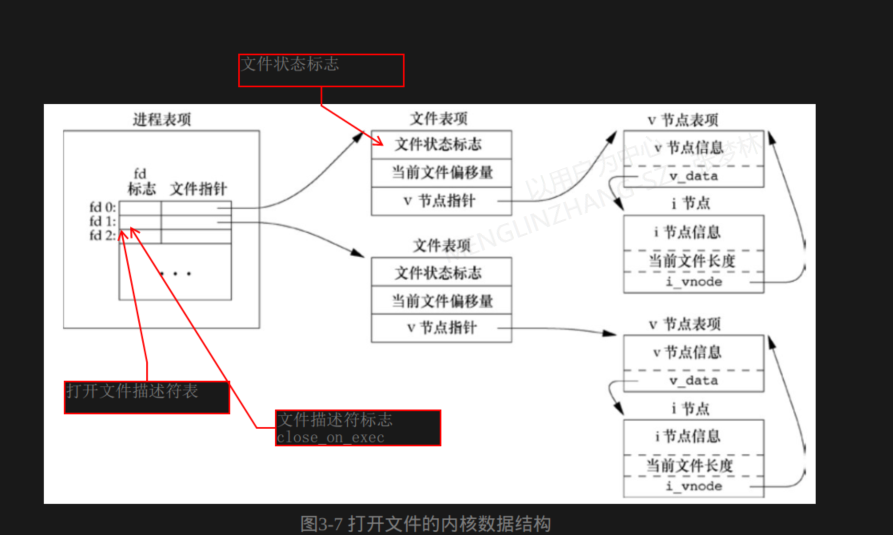 文件状态标志
进程表项
fd
标志 文件指针
fd 0:
fd 1:
fd 2:
...
文件表项
文件状态标志
当前文件偏移量
v 节点指针
文件表项
文件状态标志
当前文件偏移量
v 节点指针
v 节点表项
v 节点信息
v_data
i 节点
i 节点信息
当前文件长度
i_vnode
v 节点表项
v 节点信息
v_data
i 节点
i 节点信息
当前文件长度
i_vnode
以用户为中心
MENGLINZHANG-SZ
打开文件描述符表
文件描述符标志
close_on_exec
图3-7 打开文件的内核数据结构